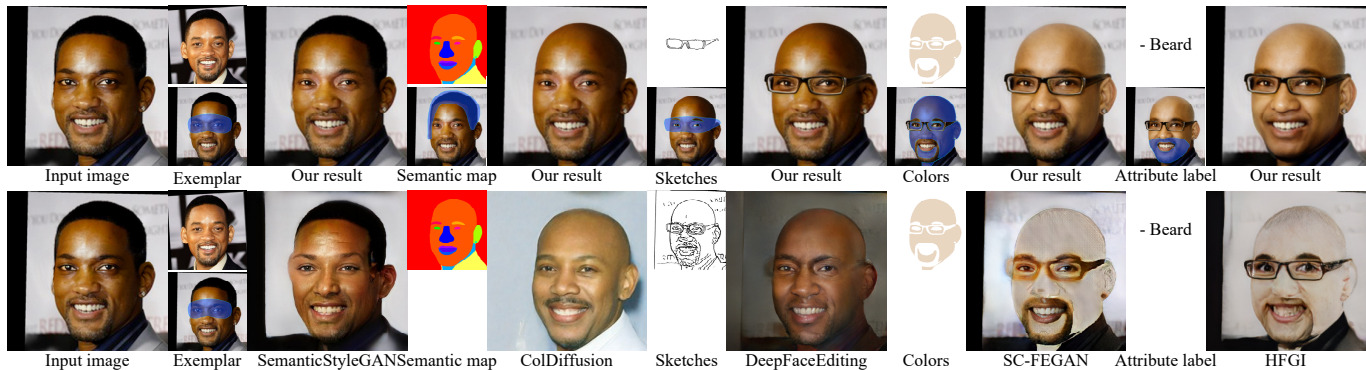 - Beard
Input image Exemplar Our result Semantic map Our result Sketches Our result Colors Our result Attribute label Our result
- Beard
Input image Exemplar SemanticStyleGAN Semantic map ColDiffusion Sketches DeepFaceEditing Colors SC-FEGAN Attribute label HFGI